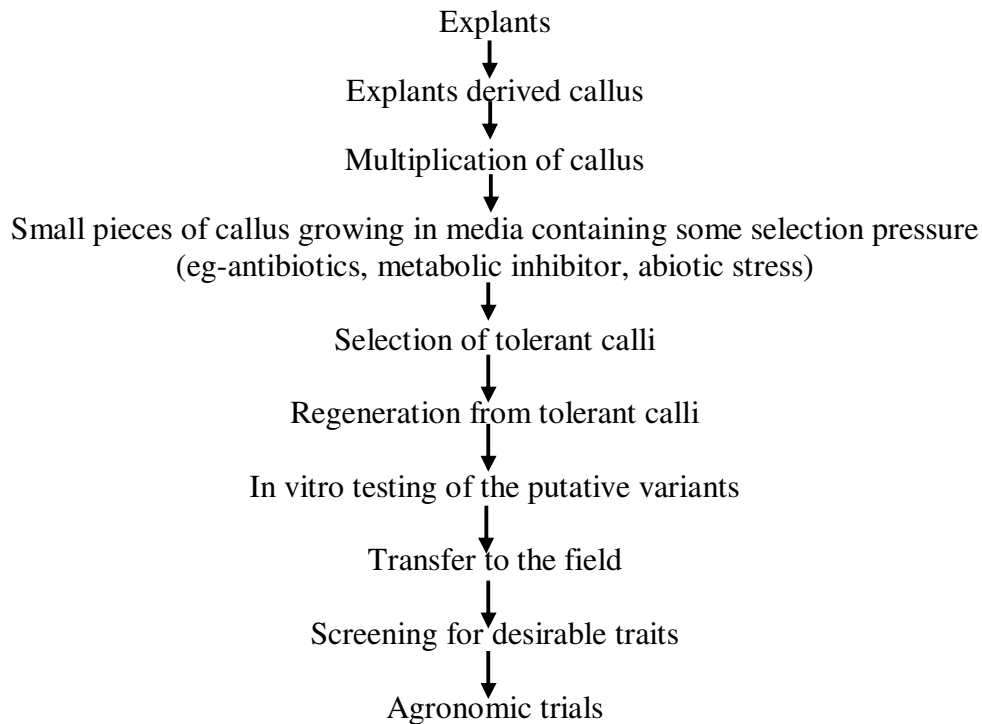 Explants
Explants derived callus
Multiplication of callus
Small pieces of callus growing in media containing some selection pressure
(eg-antibiotics, metabolic inhibitor, abiotic stress)
Selection of tolerant calli
Regeneration from tolerant calli
In vitro testing of the putative variants
Transfer to the field
Screening for desirable traits
Agronomic trials